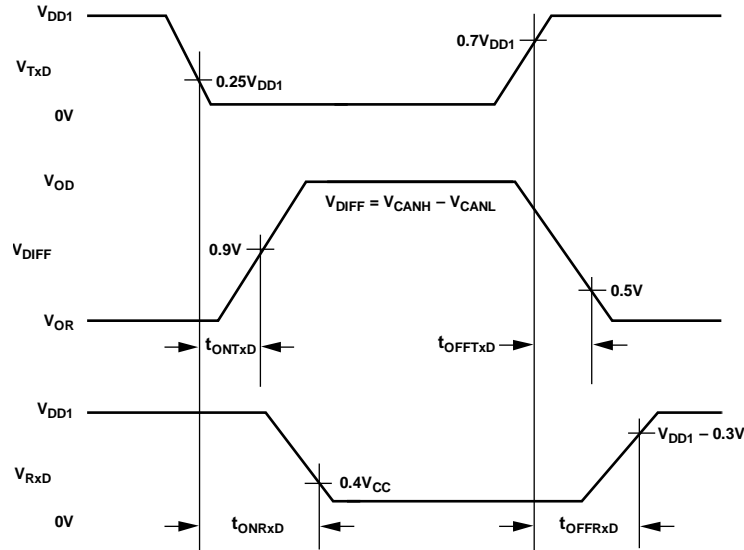 VDD1
0.7VDD1
VTxD
0.25VDD1
0V
VOD
VDIFF = VCANH – VCANL
VDIFF
0.9V
0.5V
VOR
tONTxD
tOFFTxD
VDD1
VDD1 – 0.3V
VRxD
0.4VCC
0V
tONRxD
tOFFRxD